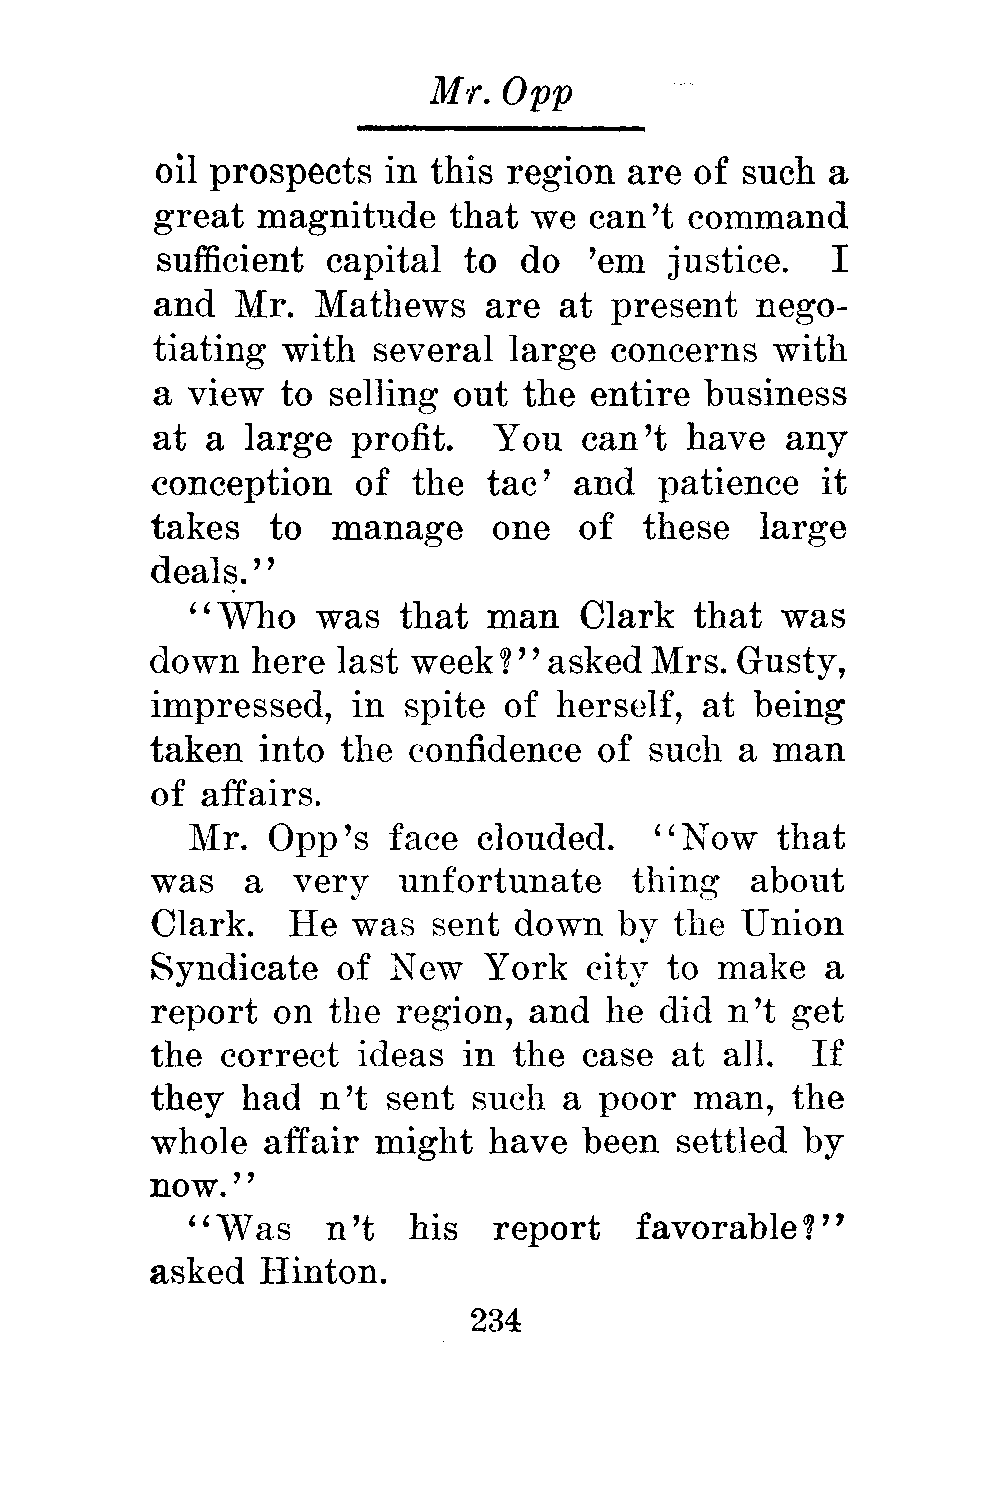 Mr. Opp
oil prospects in this region are of such a
great magnitude that we can't command
sufficient capital to do 'em justice. I
and Mr. Mathews are at present nego-
tiating with several large concerns with
a view to selling out the entire business
at a large profit. You can't have any
conception of the tac' and patience it
takes to manage one of these large
deals."
"Who was that man Clark that was
down here last week?" asked Mrs. Gusty,
impressed, in spite of herself, at being
taken into the confidence of such a man
of affairs.
Mr. Opp's face clouded. "Now that
was a very unfortunate thing about
Clark. He was sent down by the Union
Syndicate of New York city to make a
report on the region, and he did n't get
the correct ideas in the case at all. If
they had n't sent such a poor man, the
whole affair might have been settled by
now."
"Was n't his report favorable?"
asked Hinton.
234